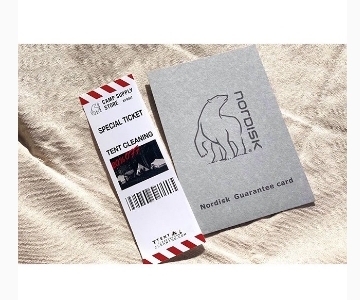 CAMP SUPPLY
STORE
SPECIAL TICKET
TENT CLEANING
nordisk
Nordisk Guarantee card